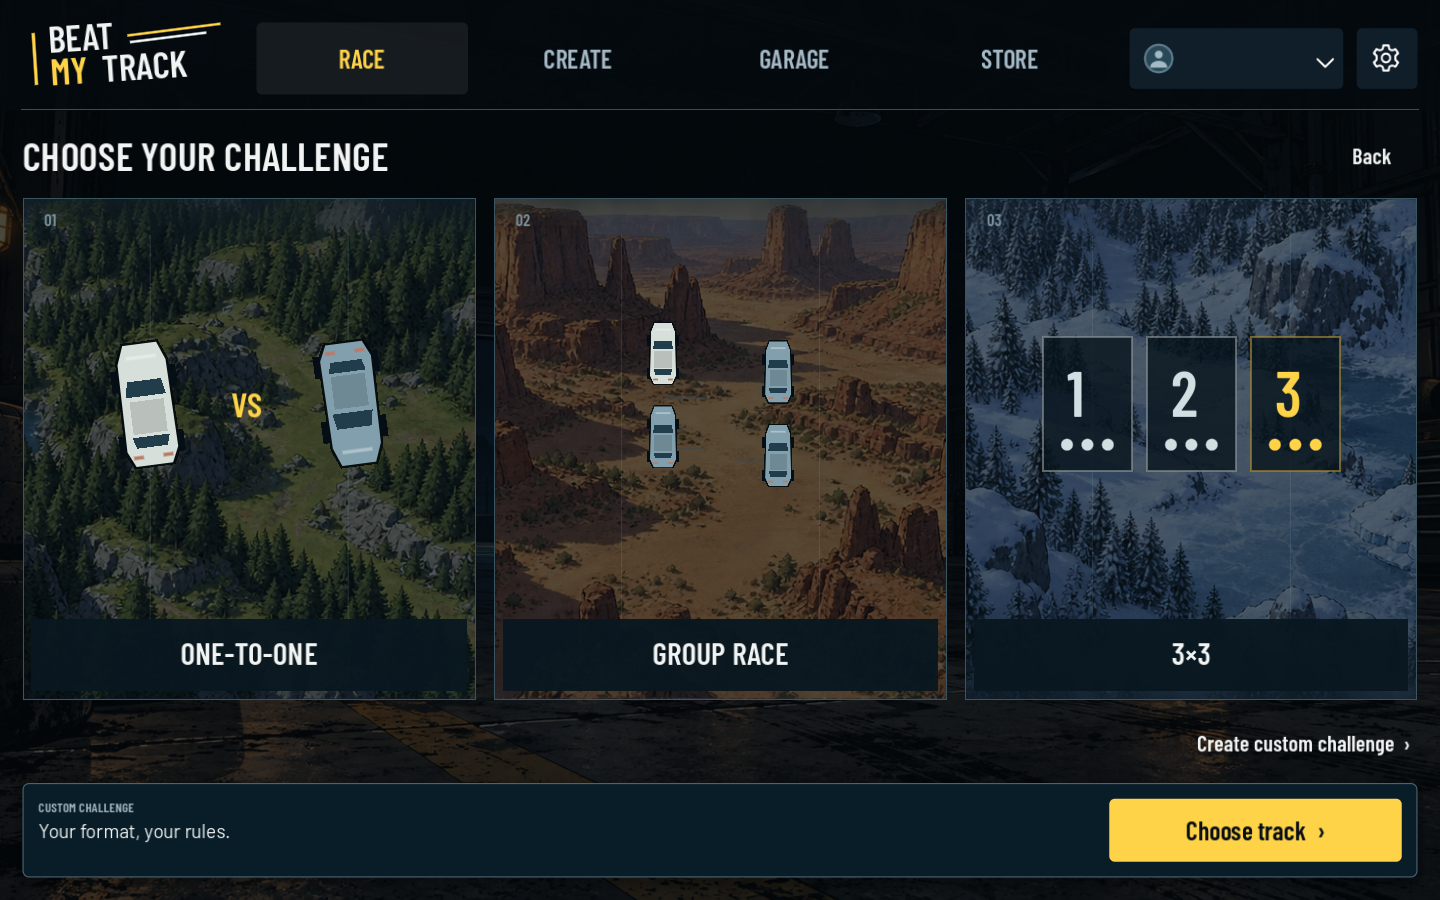 BEAT
MY TRACK
RACE
CREATE
GARAGE
STORE
CHOOSE YOUR CHALLENGE
Back
01
02
03
VS
1
2
3
ONE-TO-ONE
GROUP RACE
3×3
Create custom challenge ›
CUSTOM CHALLENGE
Your format, your rules.
Choose track ›